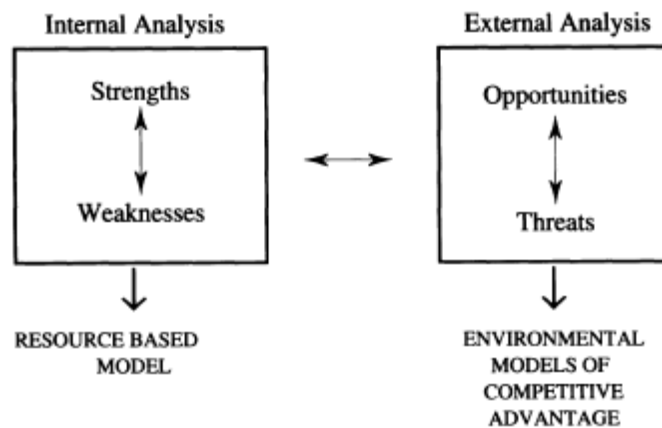 Internal Analysis
Strengths
Weaknesses
RESOURCE BASED
MODEL
External Analysis
Opportunities
Threats
ENVIRONMENTAL
MODELS OF
COMPETITIVE
ADVANTAGE